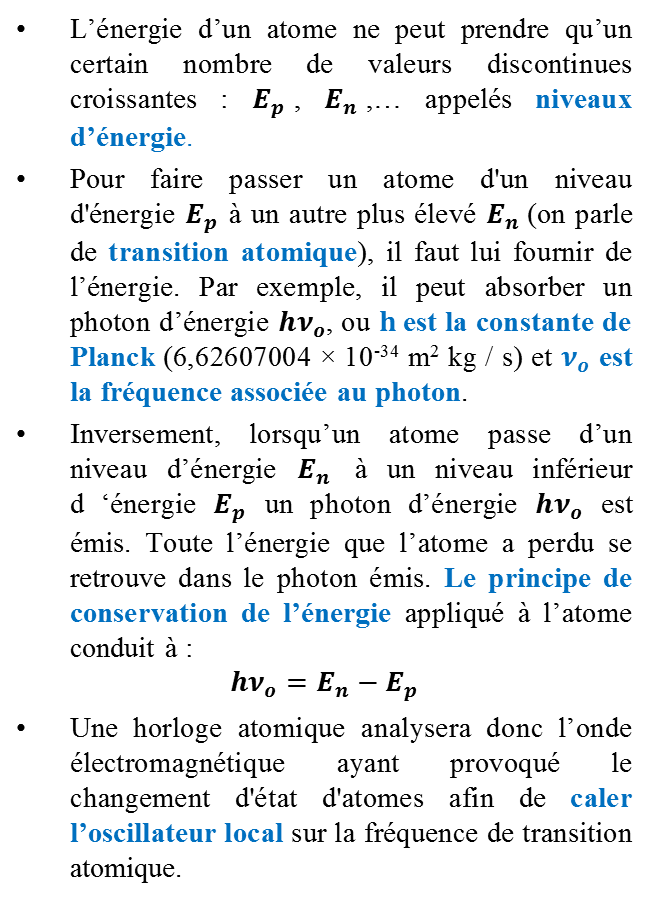 • L’énergie d’un atome ne peut prendre qu’un
certain nombre de valeurs discontinues
croissantes : Eₚ , Eₙ ,… appelés niveaux
d’énergie.
• Pour faire passer un atome d'un niveau
d'énergie Eₚ à un autre plus élevé Eₙ (on parle
de transition atomique), il faut lui fournir de
l’énergie. Par exemple, il peut absorber un
photon d’énergie hνₒ, ou h est la constante de
Planck (6,62607004 × 10⁻³⁴ m² kg / s) et νₒ est
la fréquence associée au photon.
• Inversement, lorsqu’un atome passe d’un
niveau d’énergie Eₙ à un niveau inférieur
d ‘énergie Eₚ un photon d’énergie hνₒ est
émis. Toute l’énergie que l’atome a perdu se
retrouve dans le photon émis. Le principe de
conservation de l’énergie appliqué à l’atome
conduit à :
hνₒ = Eₙ − Eₚ
• Une horloge atomique analysera donc l’onde
électromagnétique ayant provoqué le
changement d'état d'atomes afin de caler
l’oscillateur local sur la fréquence de transition
atomique.